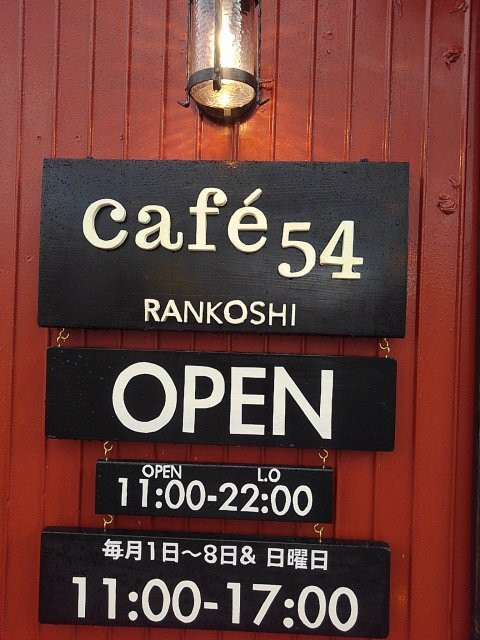 café 54
RANKOSHI
OPEN
OPEN L.O
11:00-22:00
毎月1日～8日& 日曜日
11:00-17:00